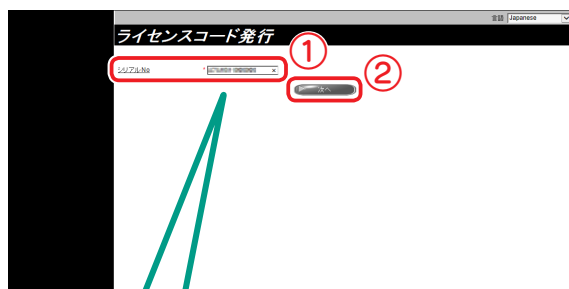 言語 Japanese
ライセンスコード発行
①
シリアルNo *
×
②
次へ